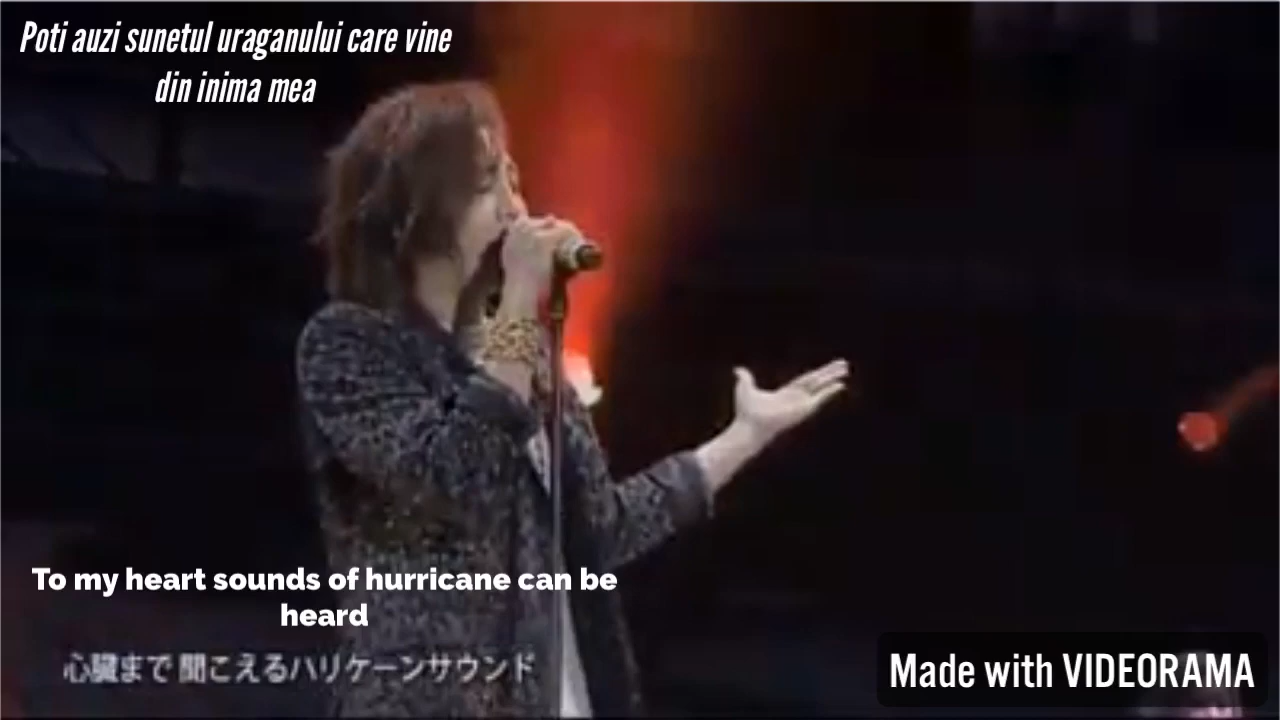 Poti auzi sunetul uraganului care vine
din inima mea
To my heart sounds of hurricane can be
heard
心臓まで 聞こえるハリケーンサウンド
Made with VIDEORAMA